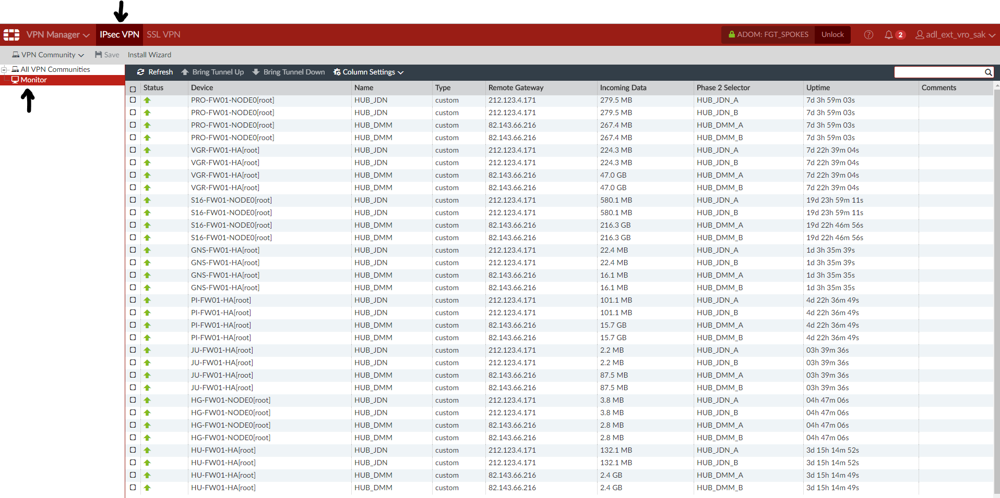 VPN Manager IPsec VPN SSL VPN ADOM: FGT_SPOKES Unlock 2 adl_ext_vro_sak
VPN Community Save Install Wizard
All VPN Communities
Monitor
Refresh Bring Tunnel Up Bring Tunnel Down Column Settings
Status Device Name Type Remote Gateway Incoming Data Phase 2 Selector Uptime Comments
PRO-FW01-NODE0[root] HUB_JDN custom 212.123.4.171 279.5 MB HUB_JDN_A 7d 3h 59m 03s
PRO-FW01-NODE0[root] HUB_JDN custom 212.123.4.171 279.5 MB HUB_JDN_B 7d 3h 59m 03s
PRO-FW01-NODE0[root] HUB_DMM custom 82.143.66.216 267.4 MB HUB_DMM_A 7d 3h 59m 03s
PRO-FW01-NODE0[root] HUB_DMM custom 82.143.66.216 267.4 MB HUB_DMM_B 7d 3h 59m 03s
VGR-FW01-HA[root] HUB_JDN custom 212.123.4.171 224.3 MB HUB_JDN_A 7d 22h 39m 04s
VGR-FW01-HA[root] HUB_JDN custom 212.123.4.171 224.3 MB HUB_JDN_B 7d 22h 39m 04s
VGR-FW01-HA[root] HUB_DMM custom 82.143.66.216 47.0 GB HUB_DMM_A 7d 22h 39m 04s
VGR-FW01-HA[root] HUB_DMM custom 82.143.66.216 47.0 GB HUB_DMM_B 7d 22h 39m 04s
S16-FW01-NODE0[root] HUB_JDN custom 212.123.4.171 580.1 MB HUB_JDN_A 19d 23h 59m 11s
S16-FW01-NODE0[root] HUB_JDN custom 212.123.4.171 580.1 MB HUB_JDN_B 19d 23h 59m 11s
S16-FW01-NODE0[root] HUB_DMM custom 82.143.66.216 216.3 GB HUB_DMM_A 19d 22h 46m 56s
S16-FW01-NODE0[root] HUB_DMM custom 82.143.66.216 216.3 GB HUB_DMM_B 19d 22h 46m 56s
GNS-FW01-HA[root] HUB_JDN custom 212.123.4.171 22.4 MB HUB_JDN_A 1d 3h 35m 39s
GNS-FW01-HA[root] HUB_JDN custom 212.123.4.171 22.4 MB HUB_JDN_B 1d 3h 35m 39s
GNS-FW01-HA[root] HUB_DMM custom 82.143.66.216 16.1 MB HUB_DMM_A 1d 3h 35m 35s
GNS-FW01-HA[root] HUB_DMM custom 82.143.66.216 16.1 MB HUB_DMM_B 1d 3h 35m 35s
PI-FW01-HA[root] HUB_JDN custom 212.123.4.171 101.1 MB HUB_JDN_A 4d 22h 36m 49s
PI-FW01-HA[root] HUB_JDN custom 212.123.4.171 101.1 MB HUB_JDN_B 4d 22h 36m 49s
PI-FW01-HA[root] HUB_DMM custom 82.143.66.216 15.7 GB HUB_DMM_A 4d 22h 36m 49s
PI-FW01-HA[root] HUB_DMM custom 82.143.66.216 15.7 GB HUB_DMM_B 4d 22h 36m 49s
JU-FW01-HA[root] HUB_JDN custom 212.123.4.171 2.2 MB HUB_JDN_A 03h 39m 36s
JU-FW01-HA[root] HUB_JDN custom 212.123.4.171 2.2 MB HUB_JDN_B 03h 39m 36s
JU-FW01-HA[root] HUB_DMM custom 82.143.66.216 87.5 MB HUB_DMM_A 03h 39m 36s
JU-FW01-HA[root] HUB_DMM custom 82.143.66.216 87.5 MB HUB_DMM_B 03h 39m 36s
HG-FW01-NODE0[root] HUB_JDN custom 212.123.4.171 3.8 MB HUB_JDN_A 04h 47m 06s
HG-FW01-NODE0[root] HUB_JDN custom 212.123.4.171 3.8 MB HUB_JDN_B 04h 47m 06s
HG-FW01-NODE0[root] HUB_DMM custom 82.143.66.216 2.8 MB HUB_DMM_A 04h 47m 06s
HG-FW01-NODE0[root] HUB_DMM custom 82.143.66.216 2.8 MB HUB_DMM_B 04h 47m 06s
HU-FW01-HA[root] HUB_JDN custom 212.123.4.171 132.1 MB HUB_JDN_A 3d 15h 14m 52s
HU-FW01-HA[root] HUB_JDN custom 212.123.4.171 132.1 MB HUB_JDN_B 3d 15h 14m 52s
HU-FW01-HA[root] HUB_DMM custom 82.143.66.216 2.4 GB HUB_DMM_A 3d 15h 14m 49s
HU-FW01-HA[root] HUB_DMM custom 82.143.66.216 2.4 GB HUB_DMM_B 3d 15h 14m 49s